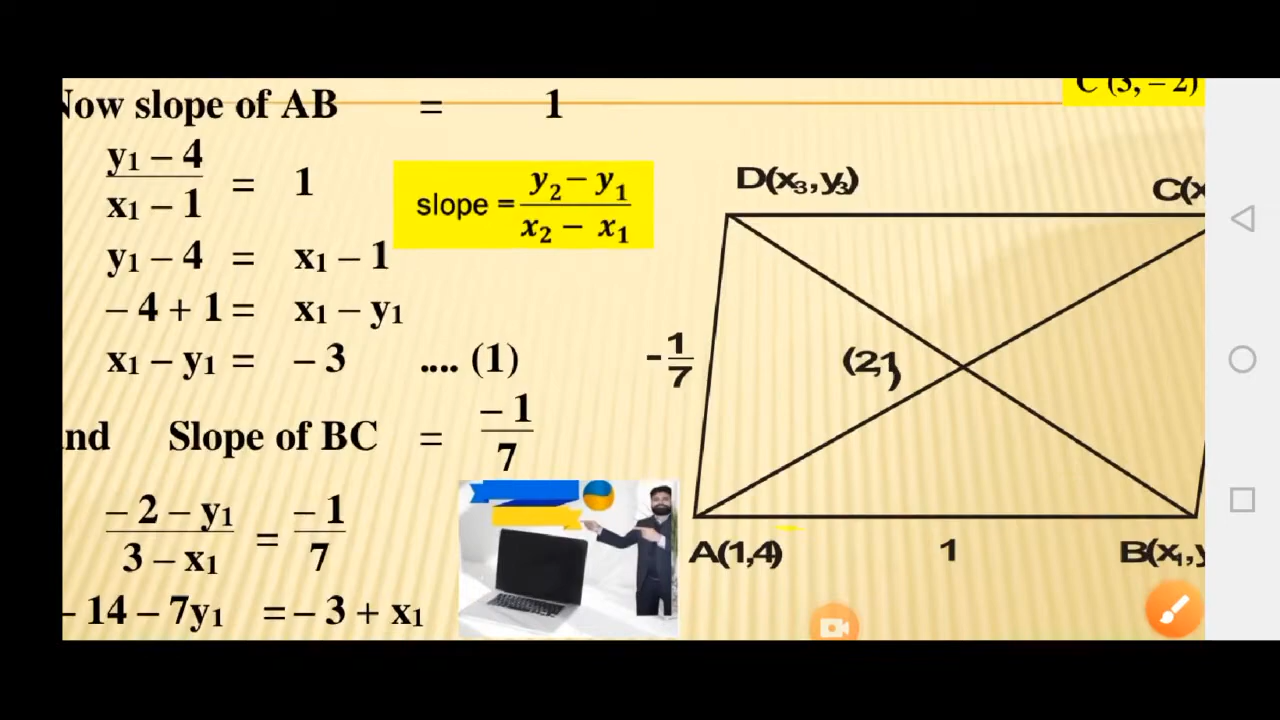 Now slope of AB = 1
y₁ – 4 / x₁ – 1 = 1
slope = y₂ – y₁ / x₂ – x₁
y₁ – 4 = x₁ – 1
– 4 + 1 = x₁ – y₁
x₁ – y₁ = – 3 .... (1)
Slope of BC = – 1 / 7
– 2 – y₁ / 3 – x₁ = – 1 / 7
– 14 – 7y₁ = – 3 + x₁
C (3, – 2)
D(x₃,y₃)
C(x
- 1 / 7
(2,1)
A(1,4)
1
B(x₁,y